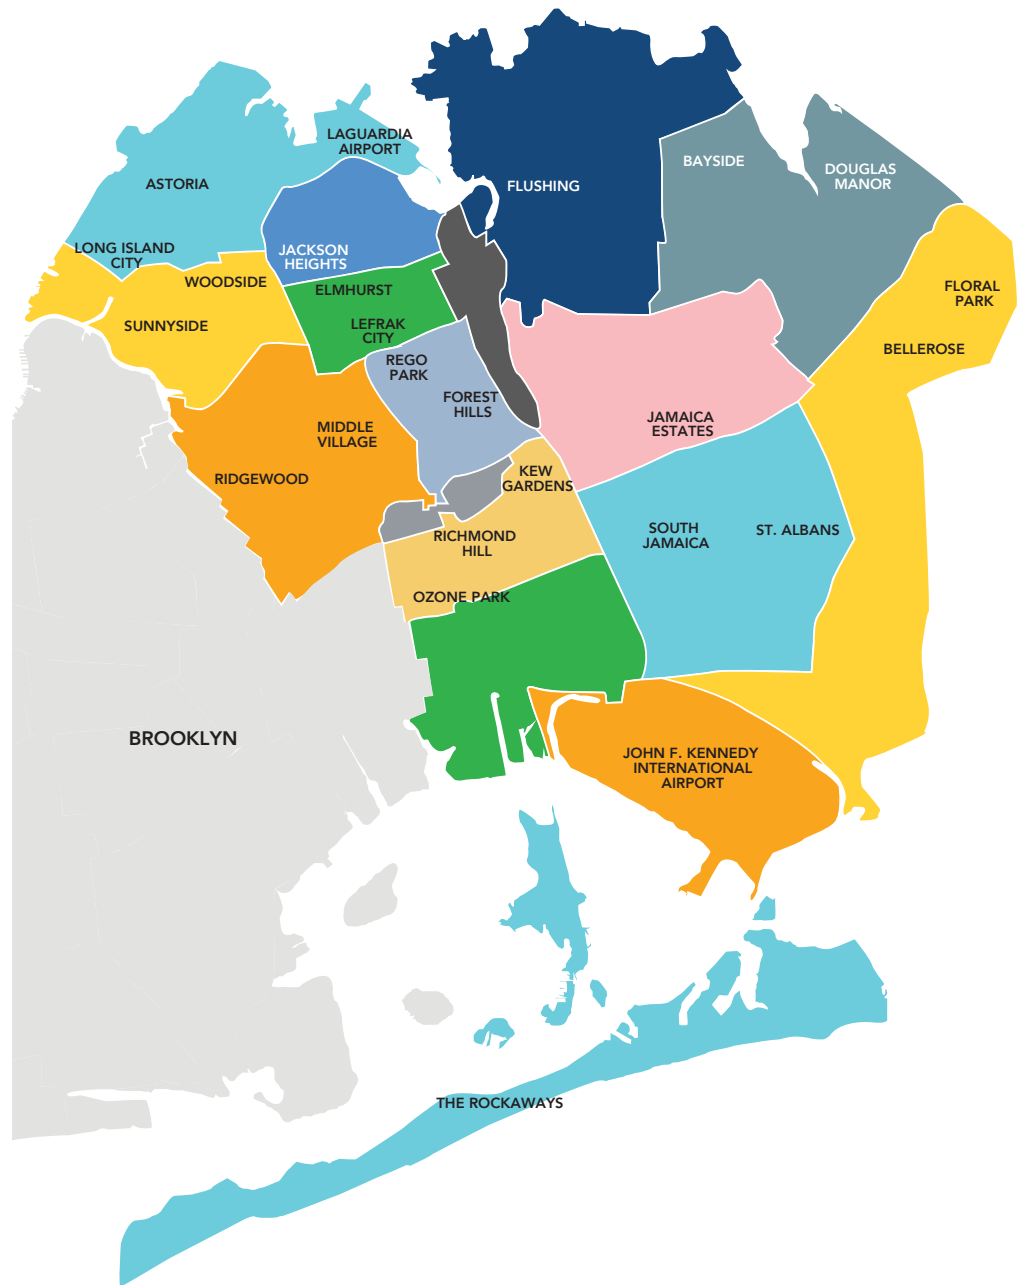 LAGUARDIA
AIRPORT
ASTORIA
FLUSHING
BAYSIDE
DOUGLAS
MANOR
LONG ISLAND
CITY
JACKSON
HEIGHTS
WOODSIDE
ELMHURST
FLORAL
PARK
SUNNYSIDE
LEFRAK
CITY
BELLEROSE
REGO
PARK
FOREST
HILLS
MIDDLE
VILLAGE
JAMAICA
ESTATES
RIDGEWOOD
KEW
GARDENS
RICHMOND
HILL
SOUTH
JAMAICA
ST. ALBANS
OZONE PARK
BROOKLYN
JOHN F. KENNEDY
INTERNATIONAL
AIRPORT
THE ROCKAWAYS